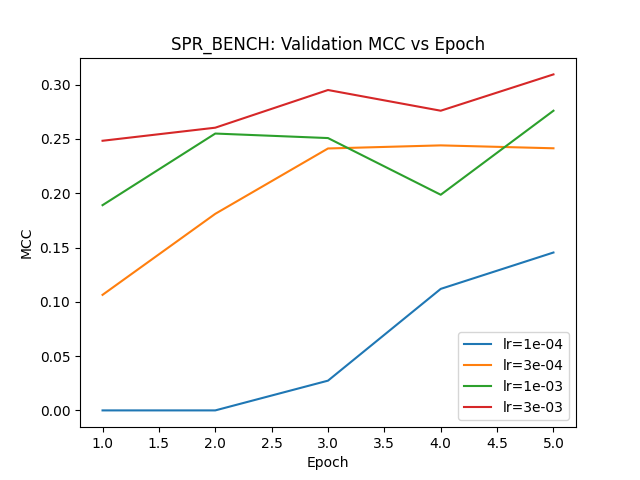 SPR_BENCH: Validation MCC vs Epoch
MCC
0.30
0.25
0.20
0.15
0.10
0.05
0.00
1.0 1.5 2.0 2.5 3.0 3.5 4.0 4.5 5.0
Epoch
lr=1e-04
lr=3e-04
lr=1e-03
lr=3e-03